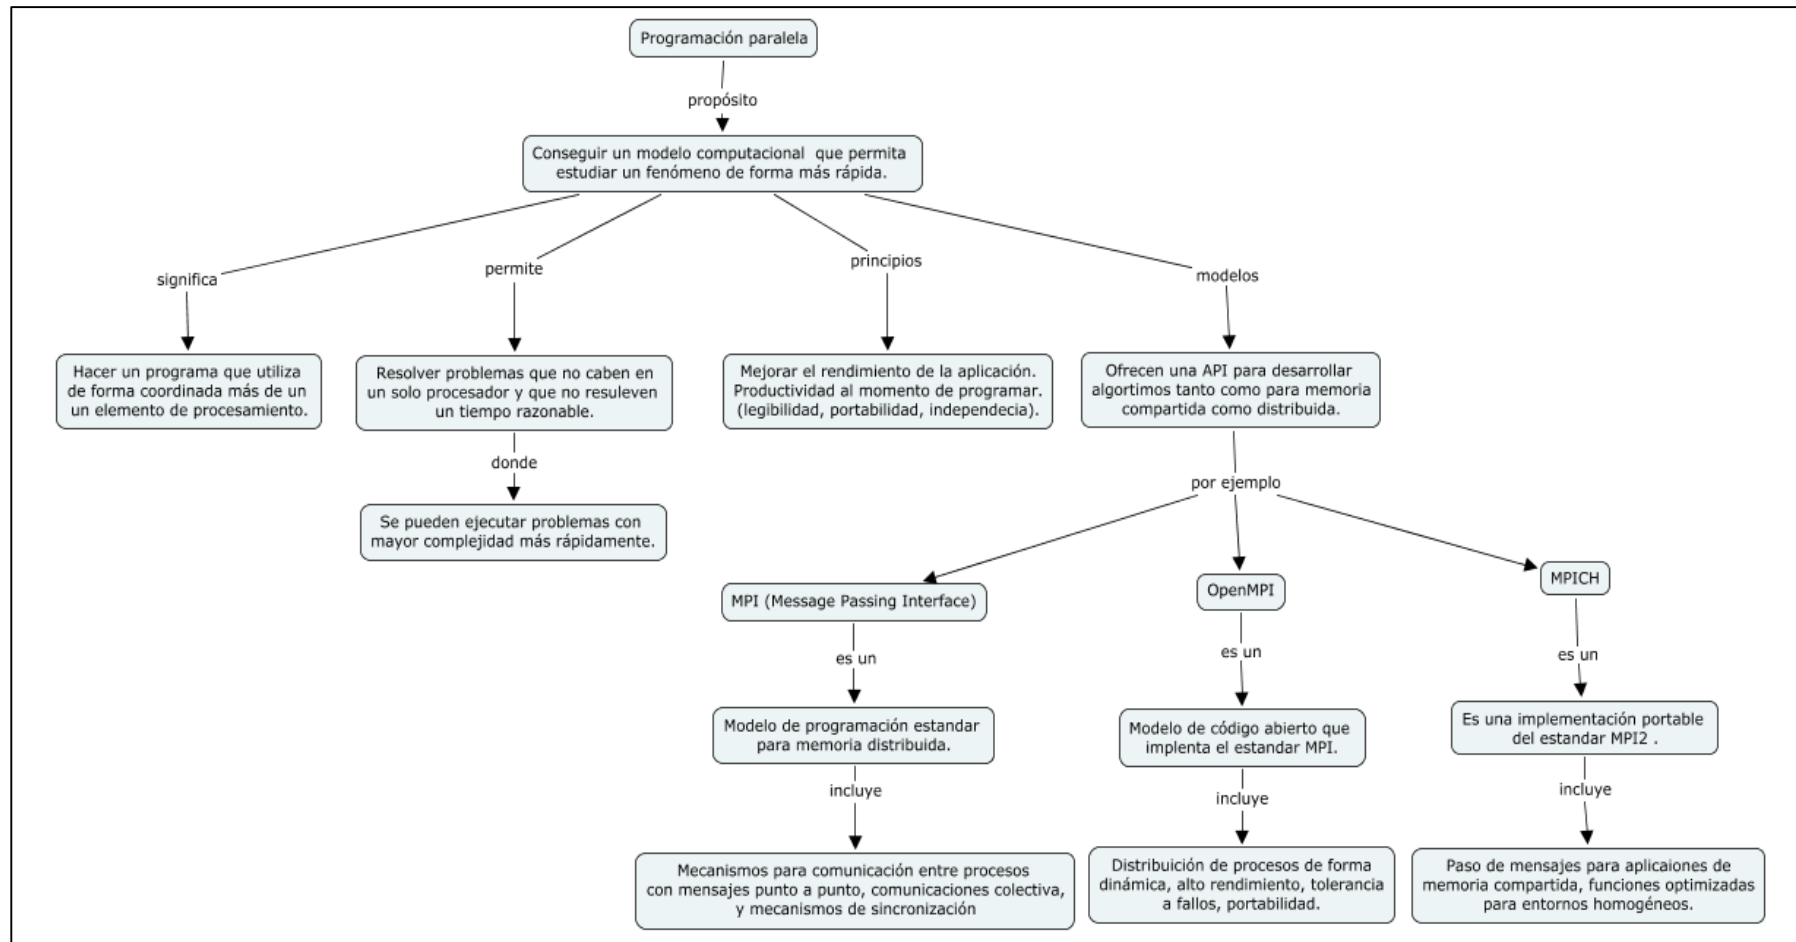 Programación paralela
propósito
Conseguir un modelo computacional que permita
estudiar un fenómeno de forma más rápida.
significa
permite
principios
modelos
Hacer un programa que utiliza
de forma coordinada más de un
un elemento de procesamiento.
Resolver problemas que no caben en
un solo procesador y que no resuleven
un tiempo razonable.
Mejorar el rendimiento de la aplicación.
Productividad al momento de programar.
(legibilidad, portabilidad, independecia).
Ofrecen una API para desarrollar
algortimos tanto como para memoria
compartida como distribuida.
donde
Se pueden ejecutar problemas con
mayor complejidad más rápidamente.
por ejemplo
MPI (Message Passing Interface)
OpenMPI
MPICH
es un
es un
es un
Modelo de programación estandar
para memoria distribuida.
Modelo de código abierto que
implenta el estandar MPI.
Es una implementación portable
del estandar MPI2 .
incluye
incluye
incluye
Mecanismos para comunicación entre procesos
con mensajes punto a punto, comunicaciones colectiva,
y mecanismos de sincronización
Distribuición de procesos de forma
dinámica, alto rendimiento, tolerancia
a fallos, portabilidad.
Paso de mensajes para aplicaiones de
memoria compartida, funciones optimizadas
para entornos homogéneos.